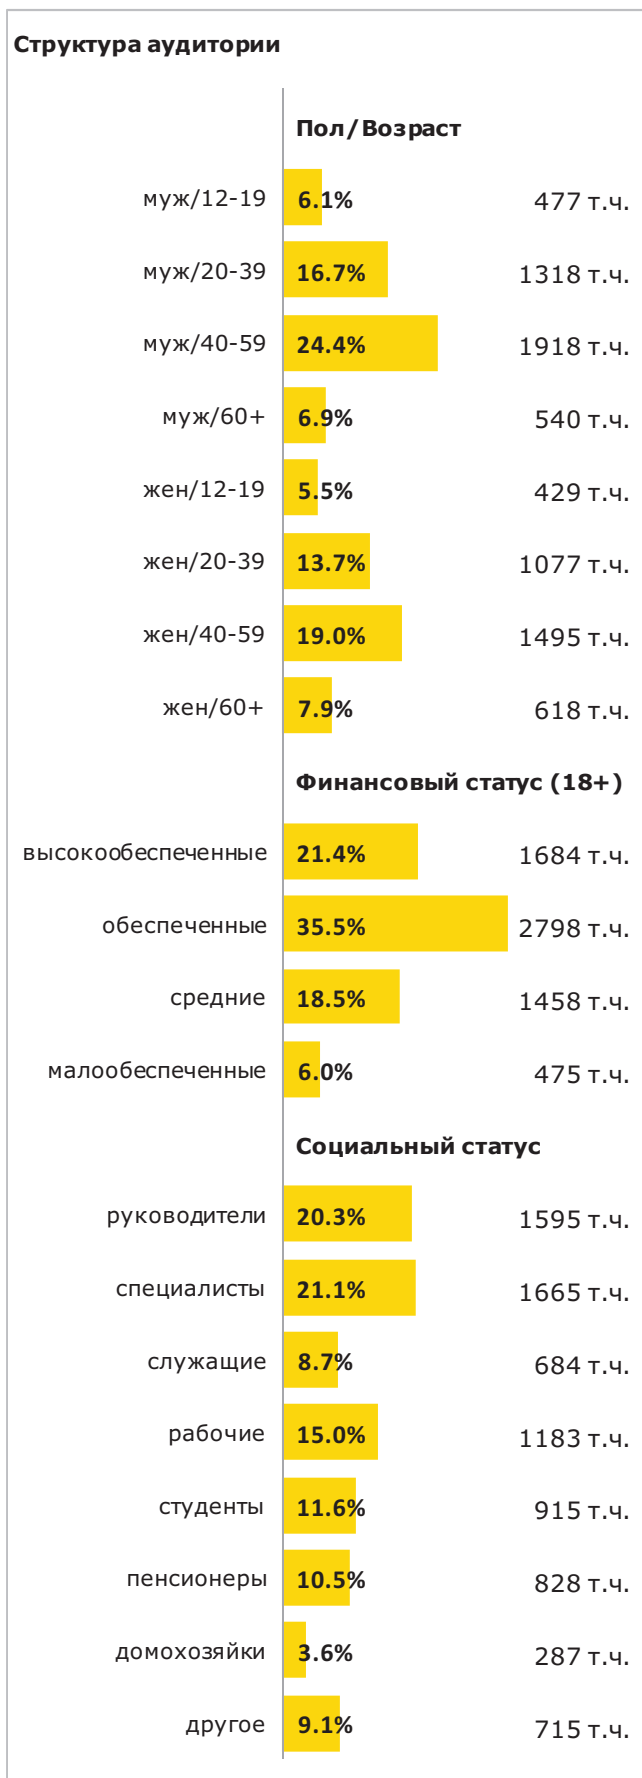 Структура аудитории
Пол/Возраст
муж/12-19 6.1% 477 т.ч.
муж/20-39 16.7% 1318 т.ч.
муж/40-59 24.4% 1918 т.ч.
муж/60+ 6.9% 540 т.ч.
жен/12-19 5.5% 429 т.ч.
жен/20-39 13.7% 1077 т.ч.
жен/40-59 19.0% 1495 т.ч.
жен/60+ 7.9% 618 т.ч.
Финансовый статус (18+)
высокообеспеченные 21.4% 1684 т.ч.
обеспеченные 35.5% 2798 т.ч.
средние 18.5% 1458 т.ч.
малообеспеченные 6.0% 475 т.ч.
Социальный статус
руководители 20.3% 1595 т.ч.
специалисты 21.1% 1665 т.ч.
служащие 8.7% 684 т.ч.
рабочие 15.0% 1183 т.ч.
студенты 11.6% 915 т.ч.
пенсионеры 10.5% 828 т.ч.
домохозяйки 3.6% 287 т.ч.
другое 9.1% 715 т.ч.